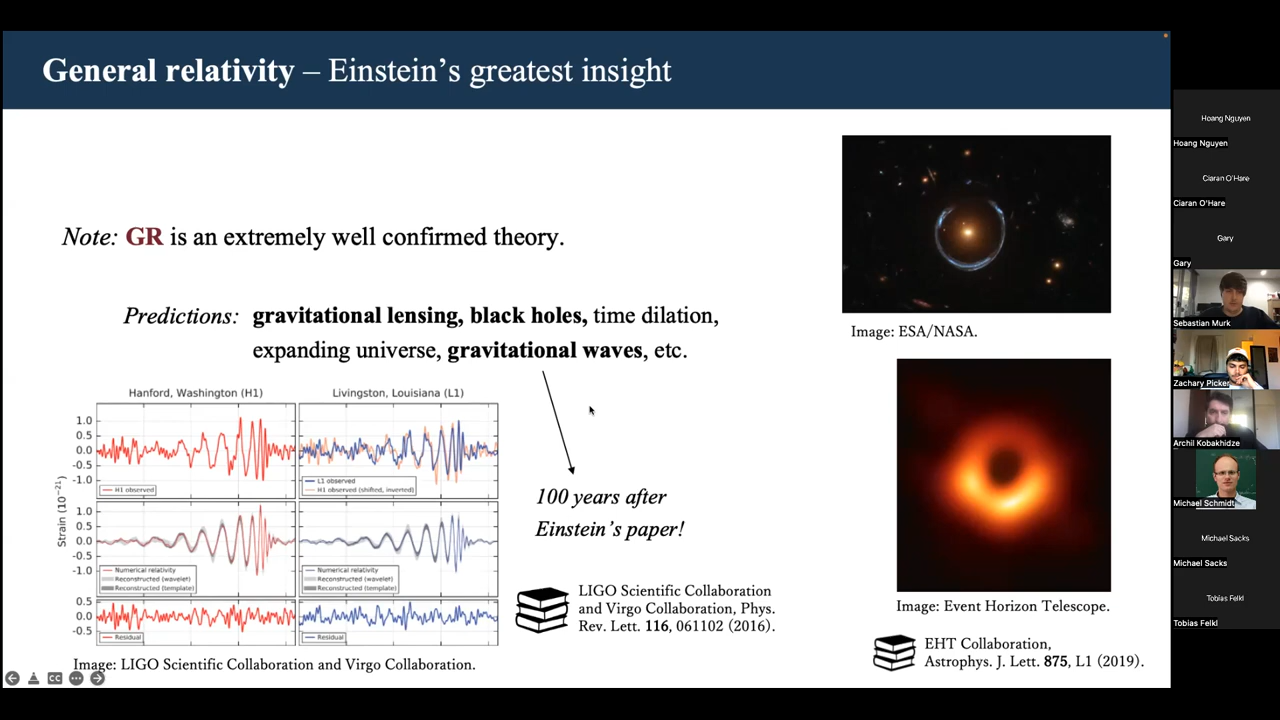 General relativity – Einstein's greatest insight
Note: GR is an extremely well confirmed theory.
Predictions: gravitational lensing, black holes, time dilation,
expanding universe, gravitational waves, etc.
Hanford, Washington (H1)
Livingston, Louisiana (L1)
Strain (10⁻²¹)
1.0
0.5
0.0
-0.5
-1.0
H1 observed
L1 observed
H1 observed (shifted, inverted)
1.0
0.5
0.0
-0.5
-1.0
Numerical relativity
Reconstructed (wavelet)
Reconstructed (template)
Numerical relativity
Reconstructed (wavelet)
Reconstructed (template)
0.5
0.0
-0.5
Residual
Residual
Image: LIGO Scientific Collaboration and Virgo Collaboration.
100 years after
Einstein's paper!
LIGO Scientific Collaboration
and Virgo Collaboration, Phys.
Rev. Lett. 116, 061102 (2016).
Image: ESA/NASA.
Image: Event Horizon Telescope.
EHT Collaboration,
Astrophys. J. Lett. 875, L1 (2019).
CC
Hoang Nguyen
Hoang Nguyen
Ciaran O'Hare
Ciaran O'Hare
Gary
Gary
Sebastian Murk
Zachary Picker
Archil Kobakhidze
Michael Schmidt
Michael Sacks
Michael Sacks
Tobias Felkl
Tobias Felkl